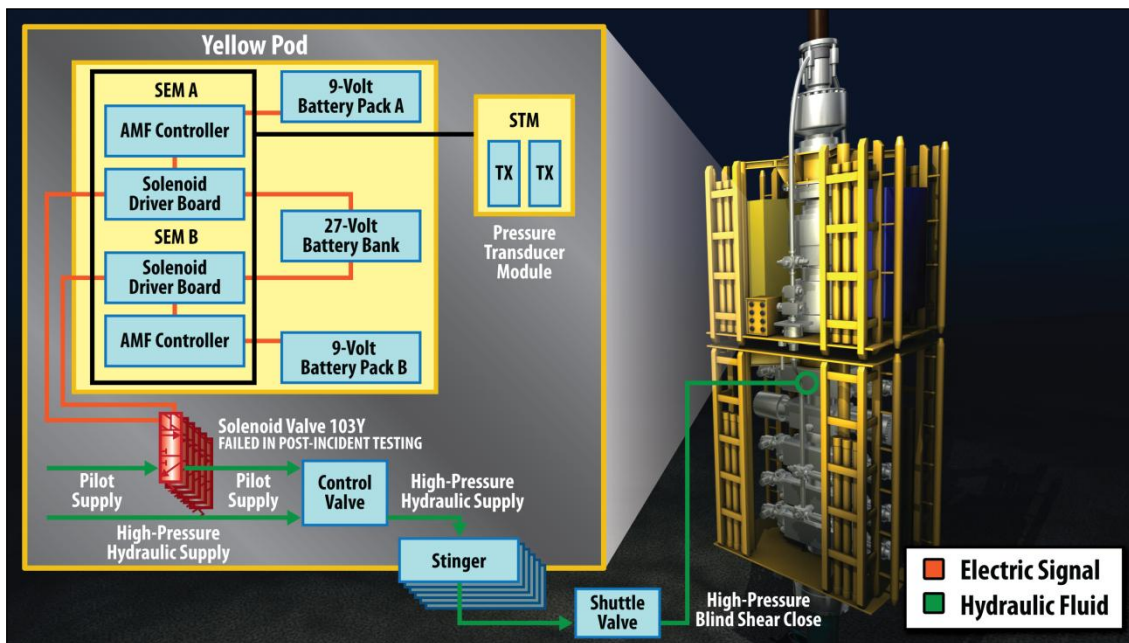 Yellow Pod
SEM A
AMF Controller
Solenoid
Driver Board
SEM B
Solenoid
Driver Board
AMF Controller
9-Volt
Battery Pack A
27-Volt
Battery Bank
9-Volt
Battery Pack B
STM
TX TX
Pressure
Transducer
Module
Solenoid Valve 103Y
FAILED IN POST-INCIDENT TESTING
Pilot
Supply
Pilot
Supply
Control
Valve
High-Pressure
Hydraulic Supply
High-Pressure
Hydraulic Supply
Stinger
Shuttle
Valve
High-Pressure
Blind Shear Close
Electric Signal
Hydraulic Fluid